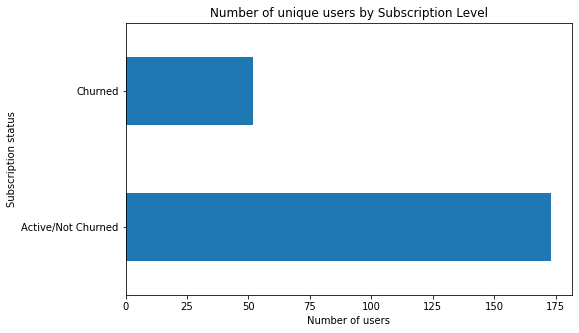 Number of unique users by Subscription Level
Churned
Subscription status
Active/Not Churned
0 25 50 75 100 125 150 175
Number of users